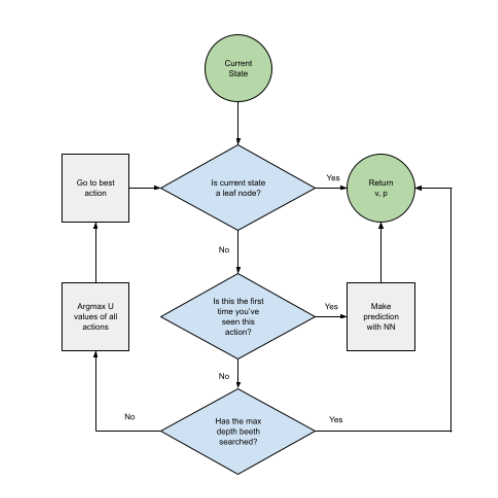 Current
State
Go to best
action
Is current state
a leaf node?
Yes
Return
v, p
No
Argmax U
values of all
actions
Is this the first
time you've
seen this
action?
Yes
Make
prediction
with NN
No
No
Has the max
depth beeth
searched?
Yes